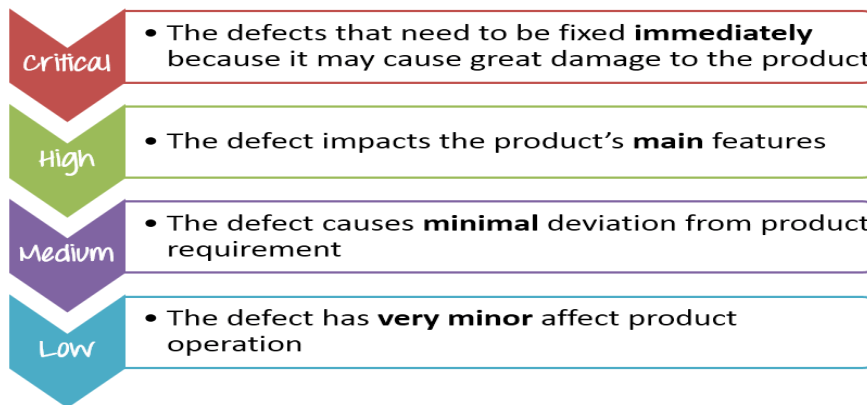 Critical
• The defects that need to be fixed immediately
because it may cause great damage to the product
High
• The defect impacts the product’s main features
Medium
• The defect causes minimal deviation from product
requirement
Low
• The defect has very minor affect product
operation